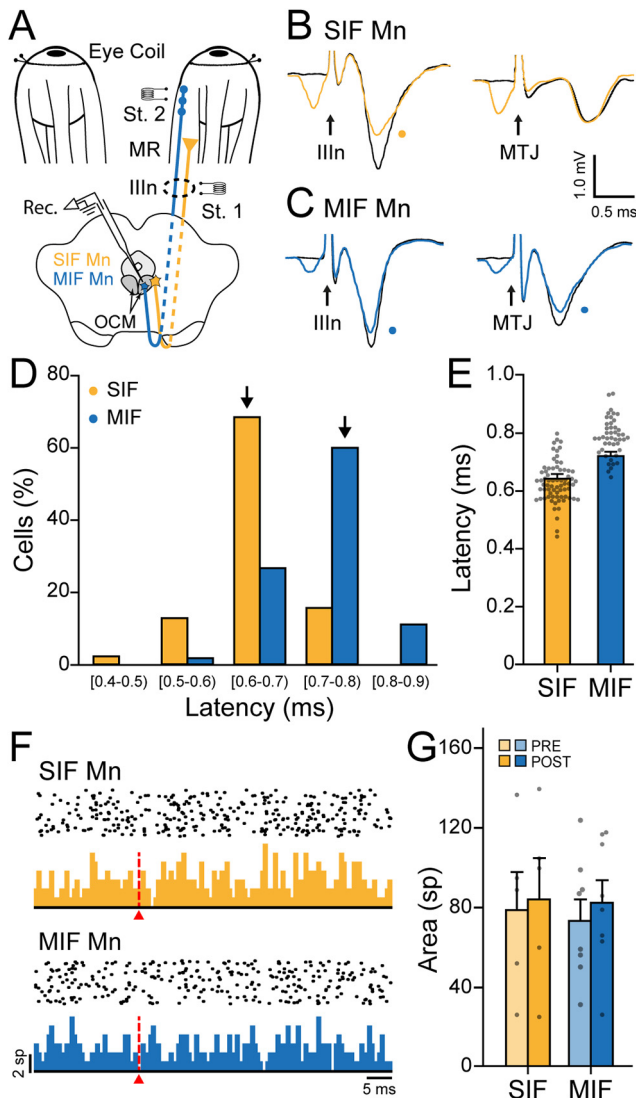 A
Eye Coil
St. 2
MR
IIIn
St. 1
Rec.
SIF Mn
MIF Mn
OCM
B SIF Mn
IIIn
MTJ
1.0 mV
0.5 ms
C MIF Mn
IIIn
MTJ
D
SIF
MIF
Cells (%)
80
60
40
20
0
[0.4-0.5) [0.5-0.6) [0.6-0.7) [0.7-0.8) [0.8-0.9)
Latency (ms)
E
Latency (ms)
1.0
0.8
0.6
0.4
0.2
0
SIF MIF
F
SIF Mn
MIF Mn
2 sp
5 ms
G
PRE
POST
Area (sp)
160
120
80
40
0
SIF MIF